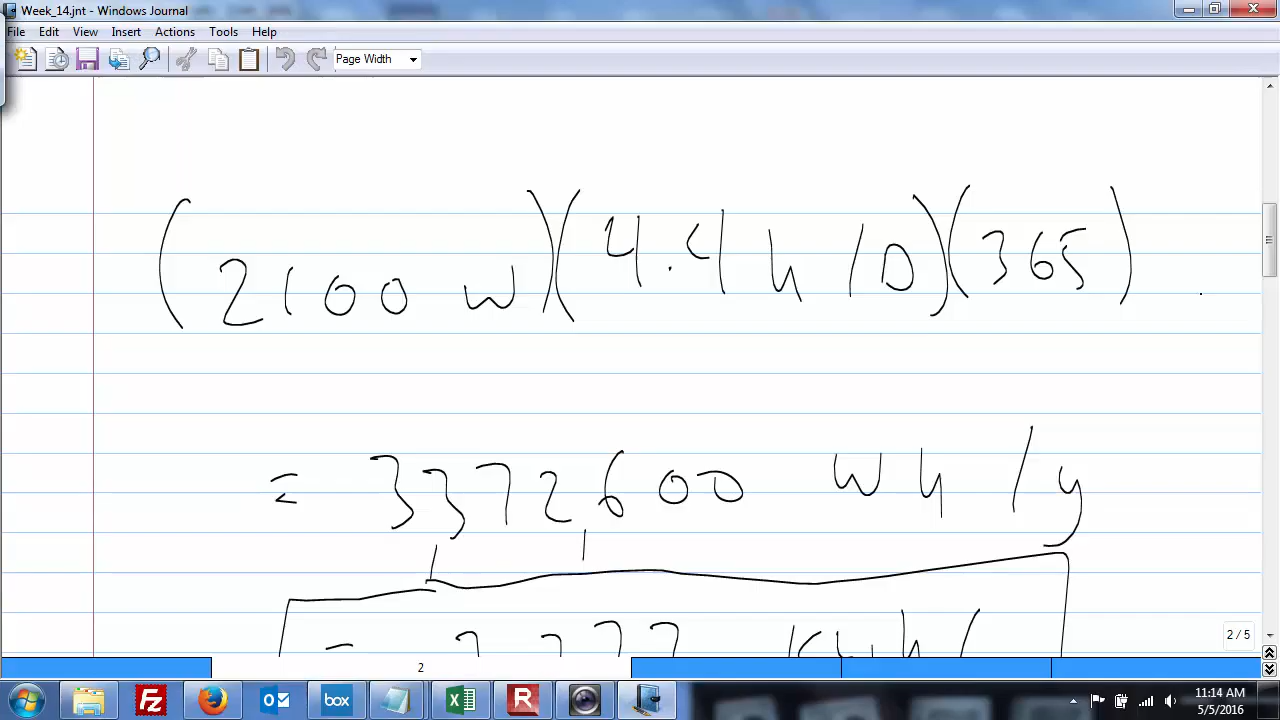 Week_14.jnt - Windows Journal
File Edit View Insert Actions Tools Help
Page Width
(2100 W)(4.4 h/D)(365)
= 3372600 Wh/y
=
2/5
2
box
11:14 AM
5/5/2016